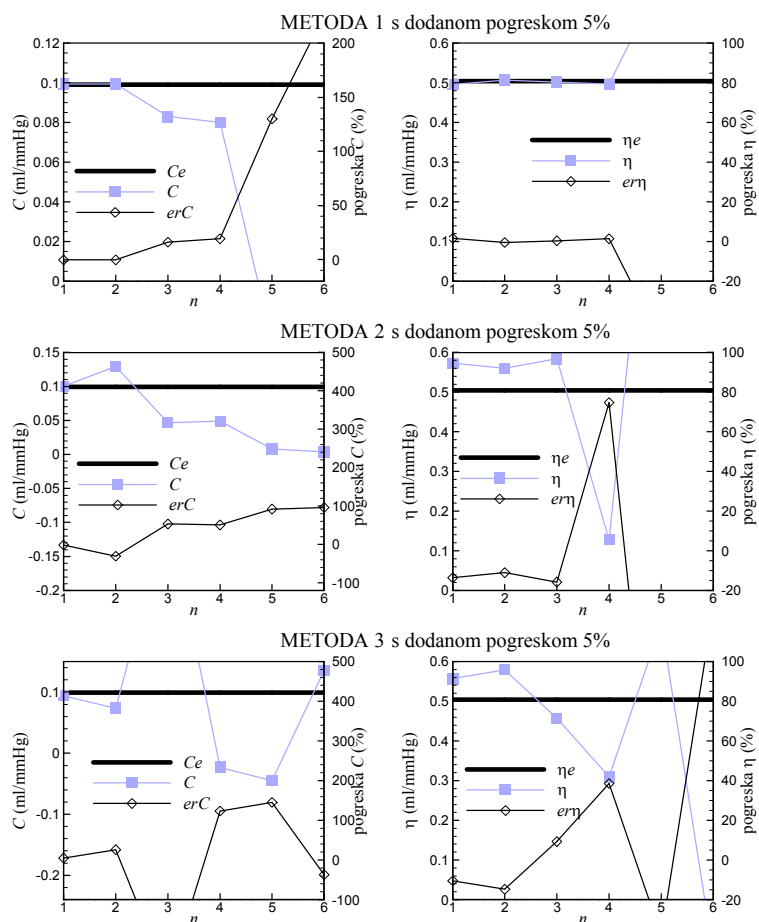 METODA 1 s dodanom pogreskom 5%
0.12
0.1
0.08
0.06
0.04
0.02
0
C (ml/mmHg)
200
150
100
50
0
pogreska C (%)
Ce
C
erC
1 2 3 4 5 6
n
0.6
0.5
0.4
0.3
0.2
0.1
0
η (ml/mmHg)
100
80
60
40
20
0
-20
pogreska η (%)
ηe
η
erη
1 2 3 4 5 6
n
METODA 2 s dodanom pogreskom 5%
0.15
0.1
0.05
0
-0.05
-0.1
-0.15
-0.2
C (ml/mmHg)
500
400
300
200
100
0
-100
pogreska C (%)
Ce
C
erC
1 2 3 4 5 6
n
0.6
0.5
0.4
0.3
0.2
0.1
0
η (ml/mmHg)
100
80
60
40
20
0
-20
pogreska η (%)
ηe
η
erη
1 2 3 4 5 6
n
METODA 3 s dodanom pogreskom 5%
0.1
0
-0.1
-0.2
C (ml/mmHg)
500
400
300
200
100
0
-100
pogreska C (%)
Ce
C
erC
1 2 3 4 5 6
n
0.6
0.5
0.4
0.3
0.2
0.1
0
η (ml/mmHg)
100
80
60
40
20
0
-20
pogreska η (%)
ηe
η
erη
1 2 3 4 5 6
n